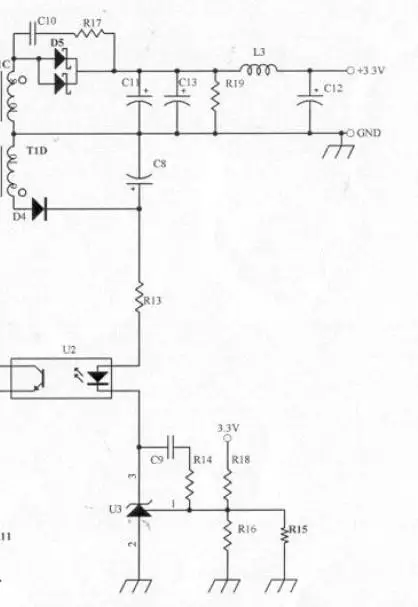 C10 R17
D5
L3
1C
+3.3V
C11 C13 R19 C12
GND
T1D
C8
D4
R13
U2
3.3V
C9 R14 R18
3
1
U3
R16 R15
2
11